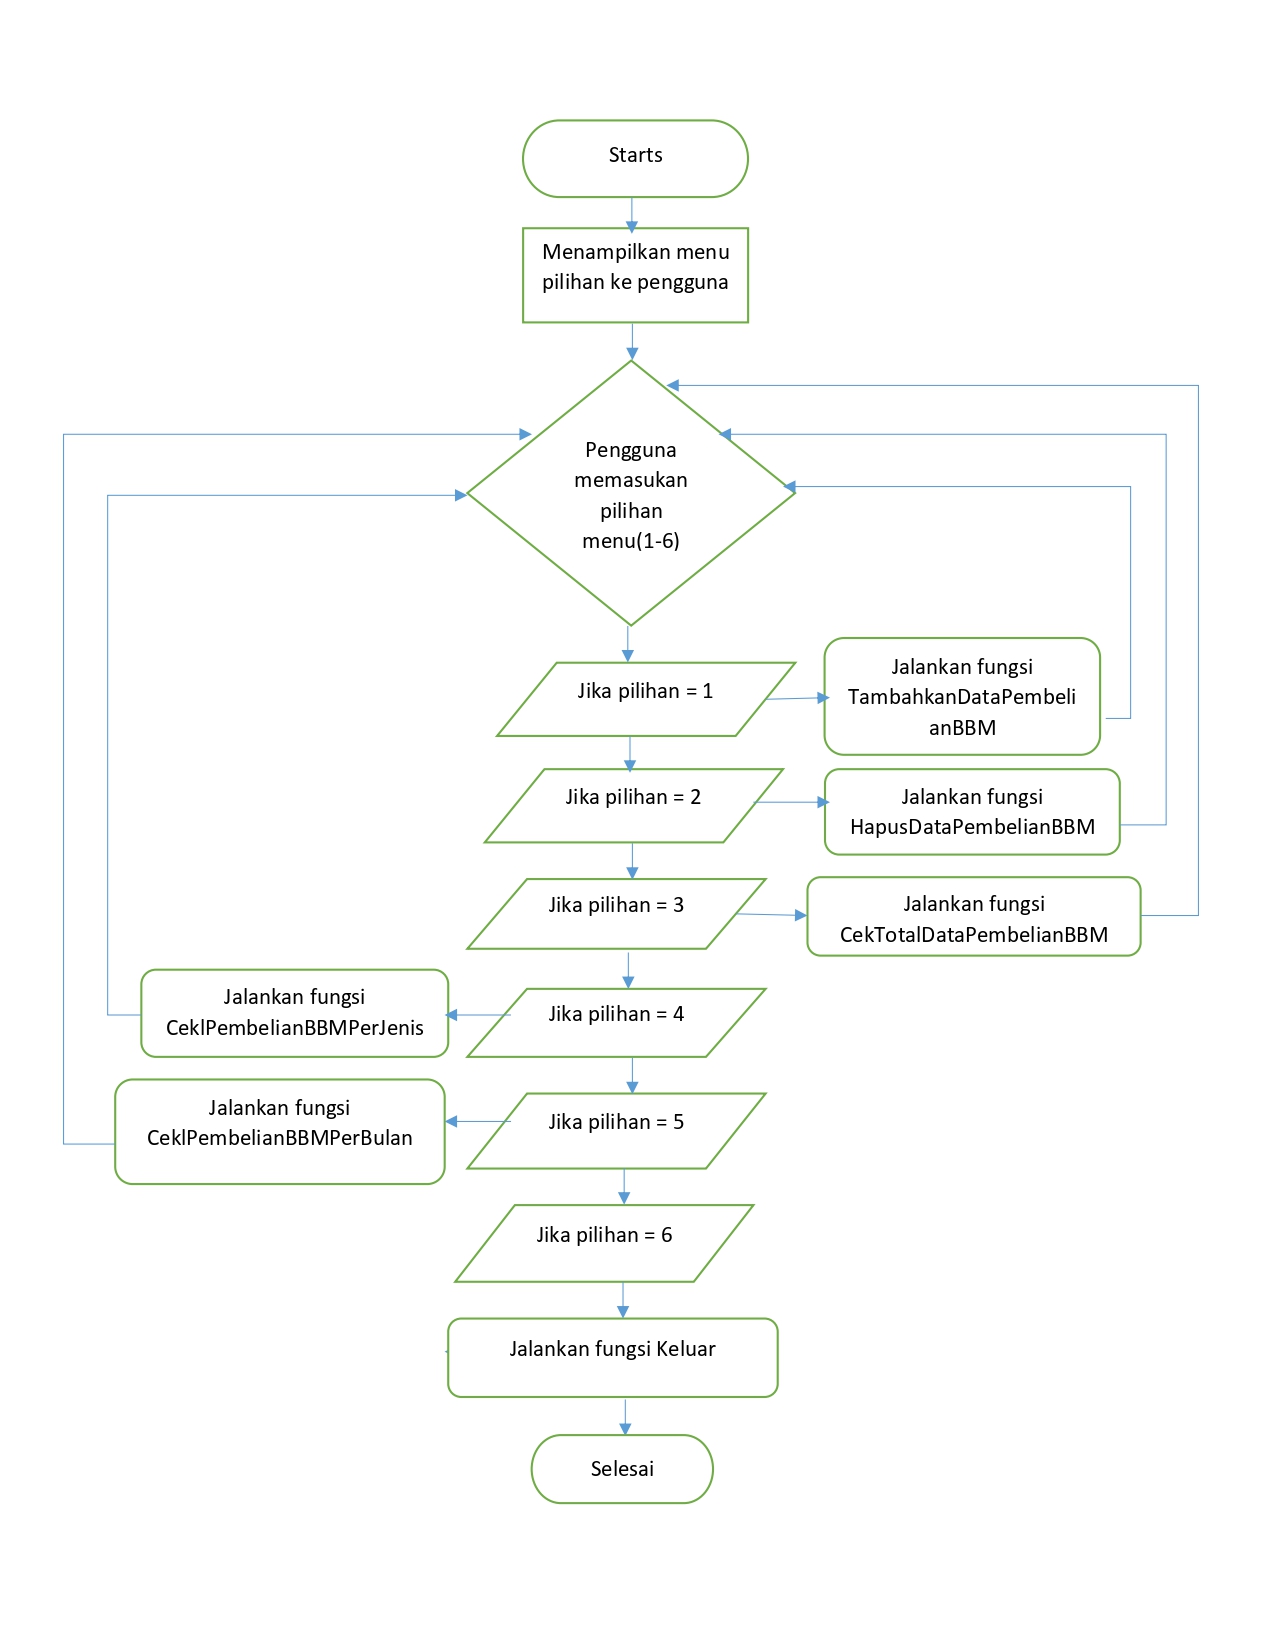 Starts
Menampilkan menu
pilihan ke pengguna
Pengguna
memasukan
pilihan
menu(1-6)
Jika pilihan = 1
Jalankan fungsi
TambahkanDataPembeli
anBBM
Jika pilihan = 2
Jalankan fungsi
HapusDataPembelianBBM
Jika pilihan = 3
Jalankan fungsi
CekTotalDataPembelianBBM
Jika pilihan = 4
Jalankan fungsi
CeklPembelianBBMPerJenis
Jika pilihan = 5
Jalankan fungsi
CeklPembelianBBMPerBulan
Jika pilihan = 6
Jalankan fungsi Keluar
Selesai